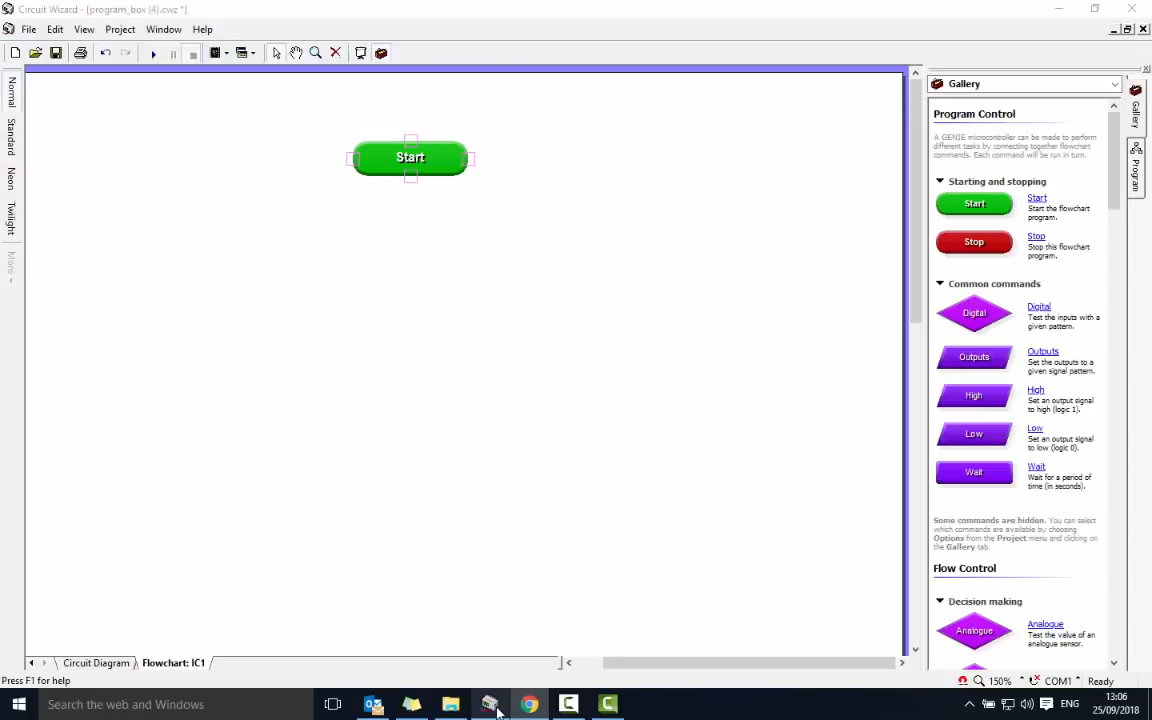 Circuit Wizard - [program_box (4).cwz *]
File Edit View Project Window Help
Normal
Standard
Neon
Twilight
More
Start
Gallery
Program Control
A GENIE microcontroller can be made to perform
different tasks by connecting together flowchart
commands. Each command will be run in turn.
Starting and stopping
Start
Start
Start the flowchart
program.
Stop
Stop
Stop this flowchart
program.
Common commands
Digital
Digital
Test the inputs with a
given pattern.
Outputs
Outputs
Set the outputs to a
given signal pattern.
High
High
Set an output signal
to high (logic 1).
Low
Low
Set an output signal
to low (logic 0).
Wait
Wait
Wait for a period of
time (in seconds).
Some commands are hidden. You can select
which commands are available by choosing
Options from the Project menu and clicking on
the Gallery tab.
Flow Control
Decision making
Analogue
Analogue
Test the value of an
analogue sensor.
Gallery
Program
Circuit Diagram Flowchart: IC1
Press F1 for help
150% COM1 Ready
Search the web and Windows
ENG
13:06
25/09/2018